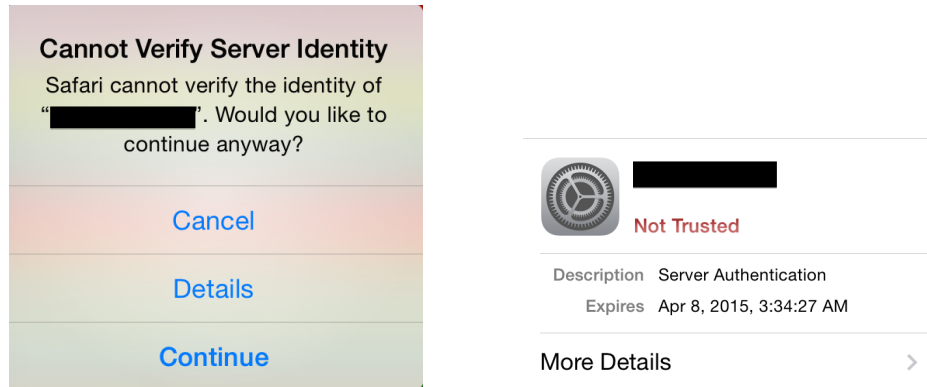 Cannot Verify Server Identity
Safari cannot verify the identity of
“ ”. Would you like to
continue anyway?
Cancel
Details
Continue
Not Trusted
Description Server Authentication
Expires Apr 8, 2015, 3:34:27 AM
More Details